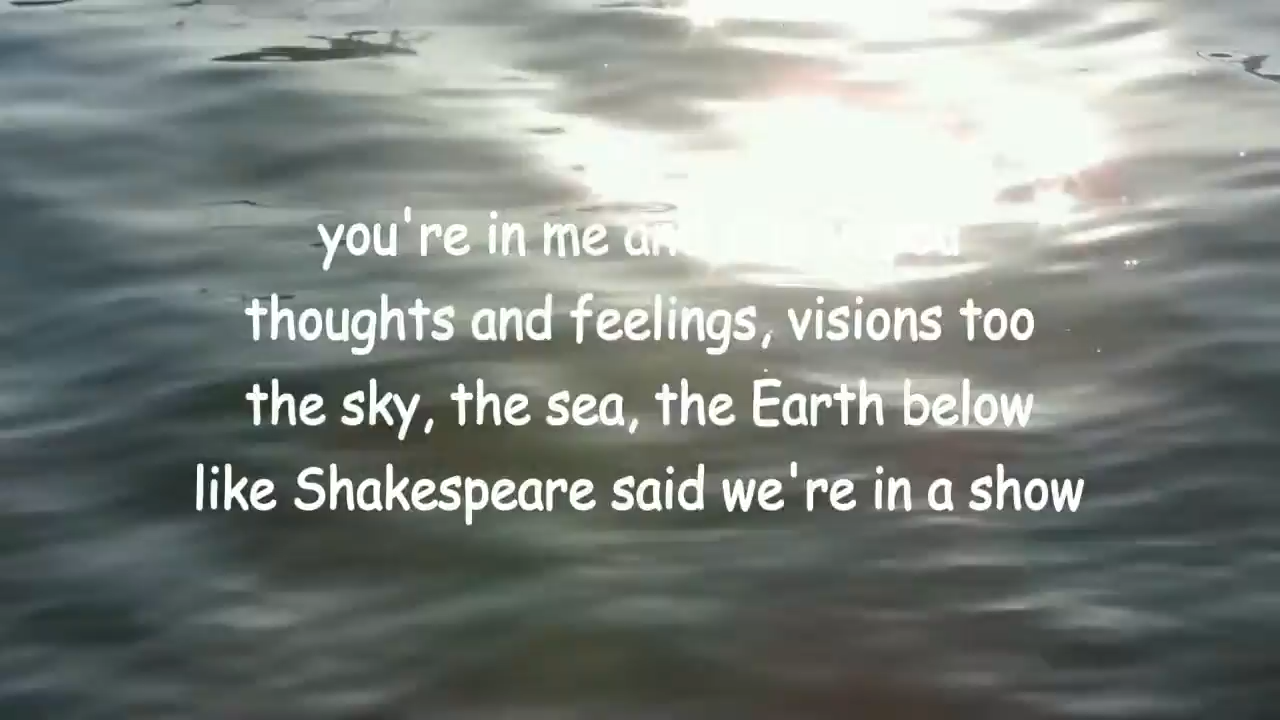 you're in me and
thoughts and feelings, visions too
the sky, the sea, the Earth below
like Shakespeare said we're in a show